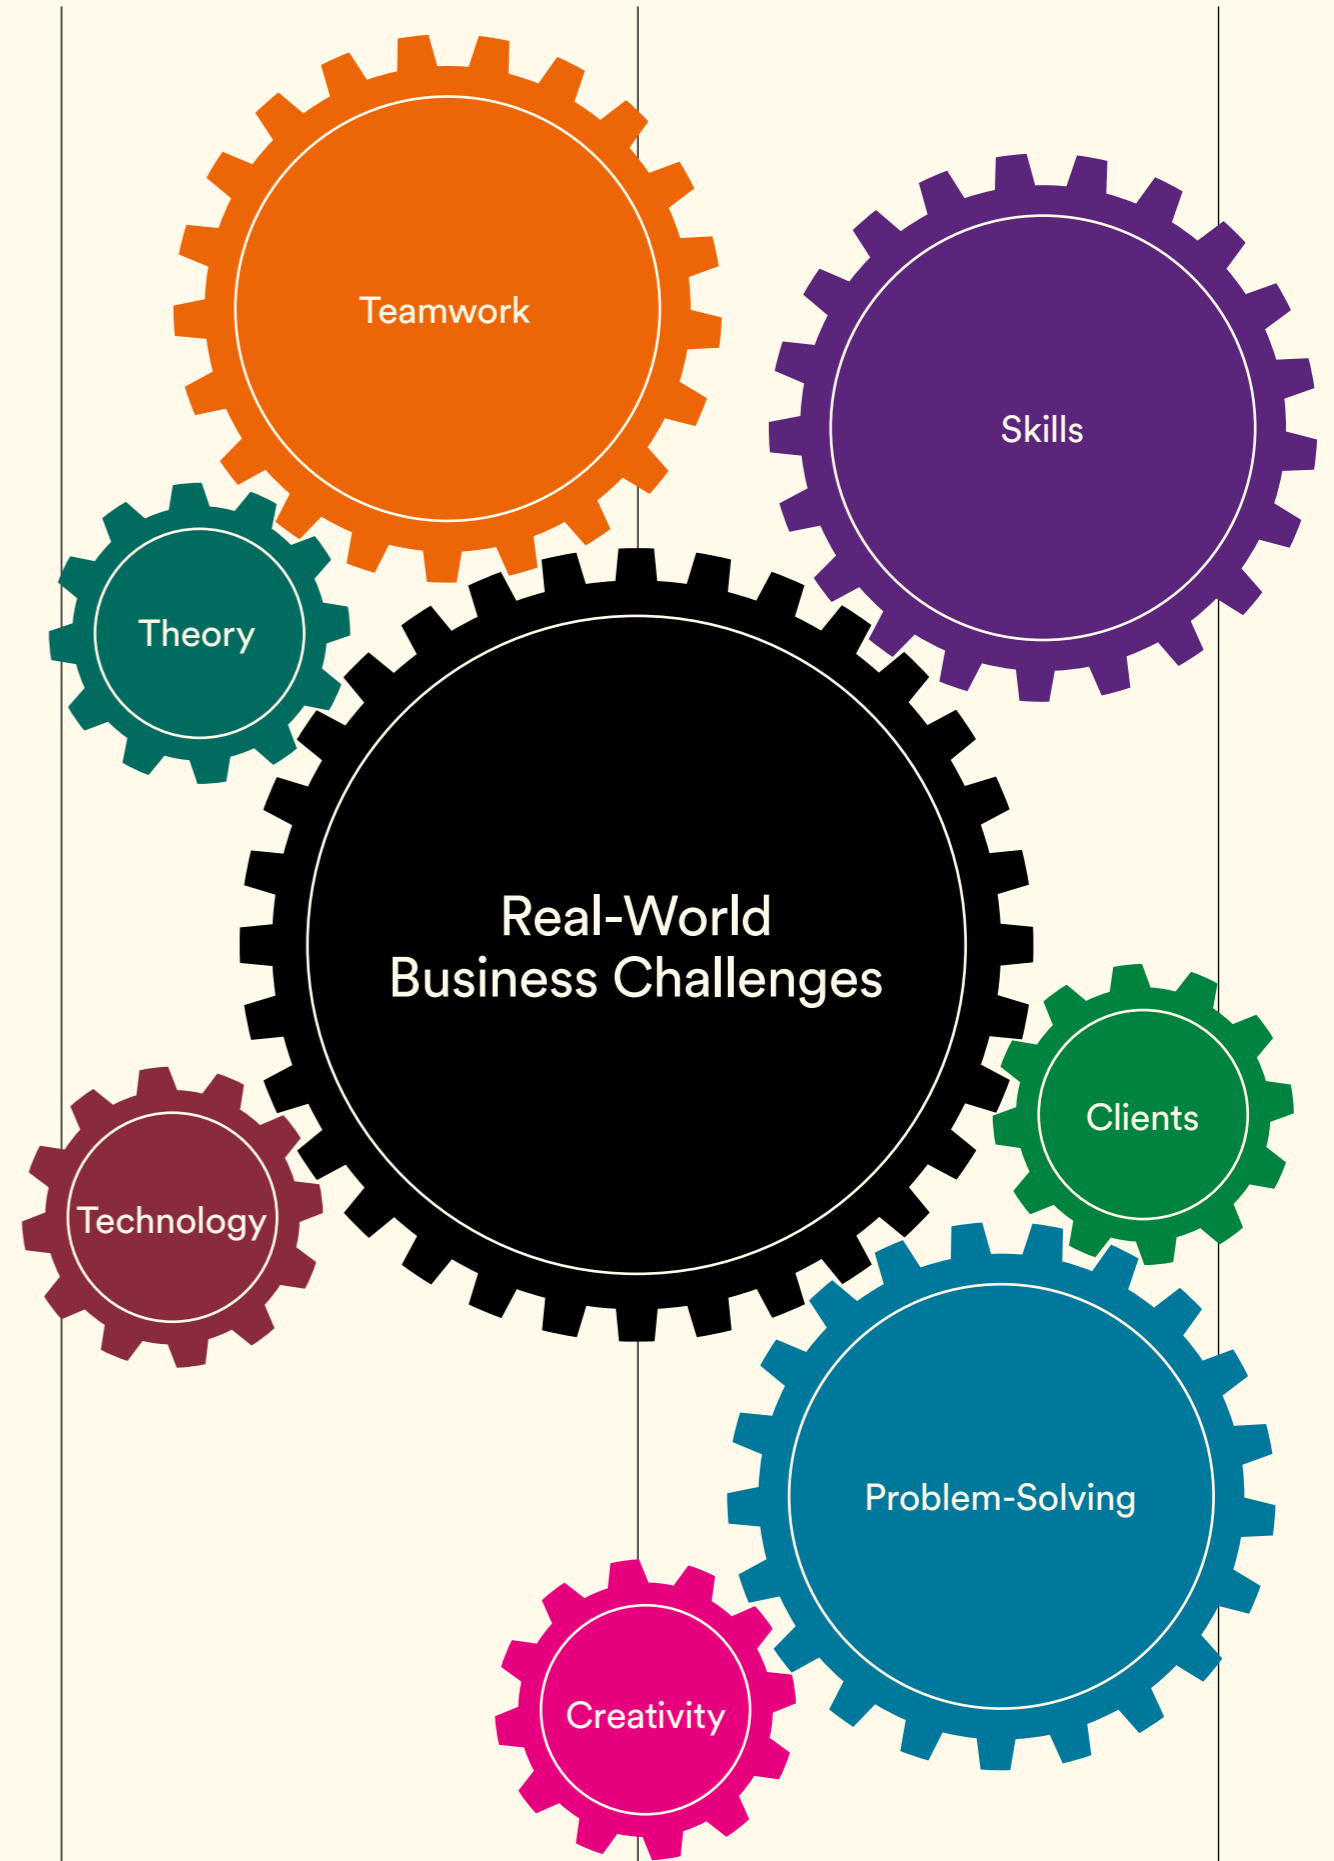 Teamwork
Skills
Theory
Real-World
Business Challenges
Clients
Technology
Problem-Solving
Creativity